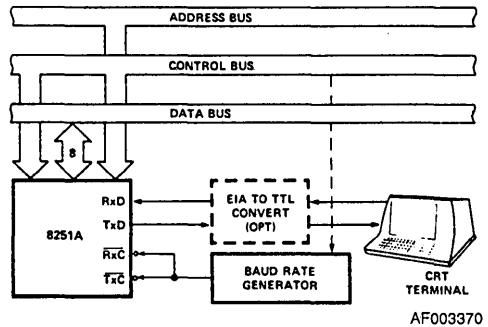 ADDRESS BUS
CONTROL BUS
DATA BUS
8
8251A
RxD
TxD
RxC
TxC
EIA TO TTL
CONVERT
(OPT)
BAUD RATE
GENERATOR
CRT
TERMINAL
AF003370